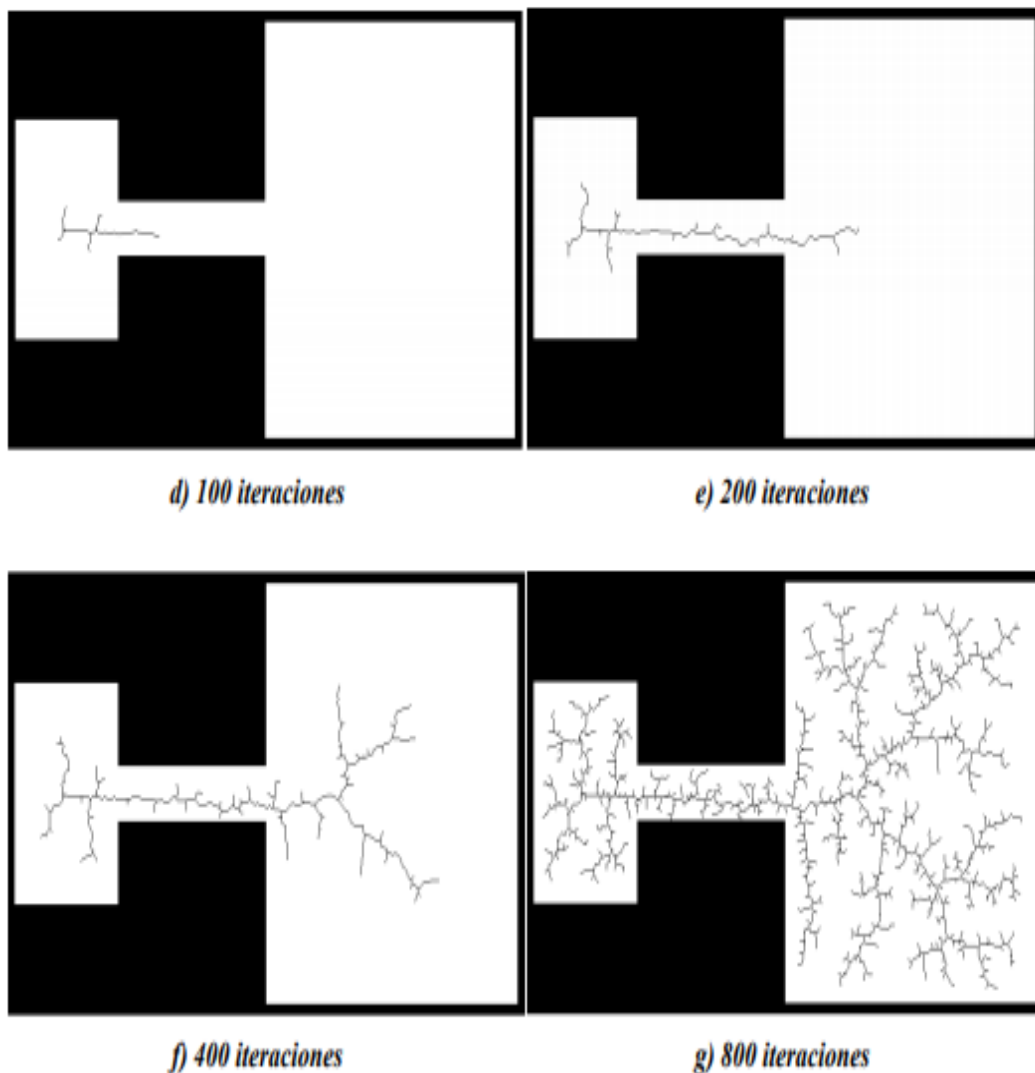 d) 100 iteraciones
e) 200 iteraciones
f) 400 iteraciones
g) 800 iteraciones